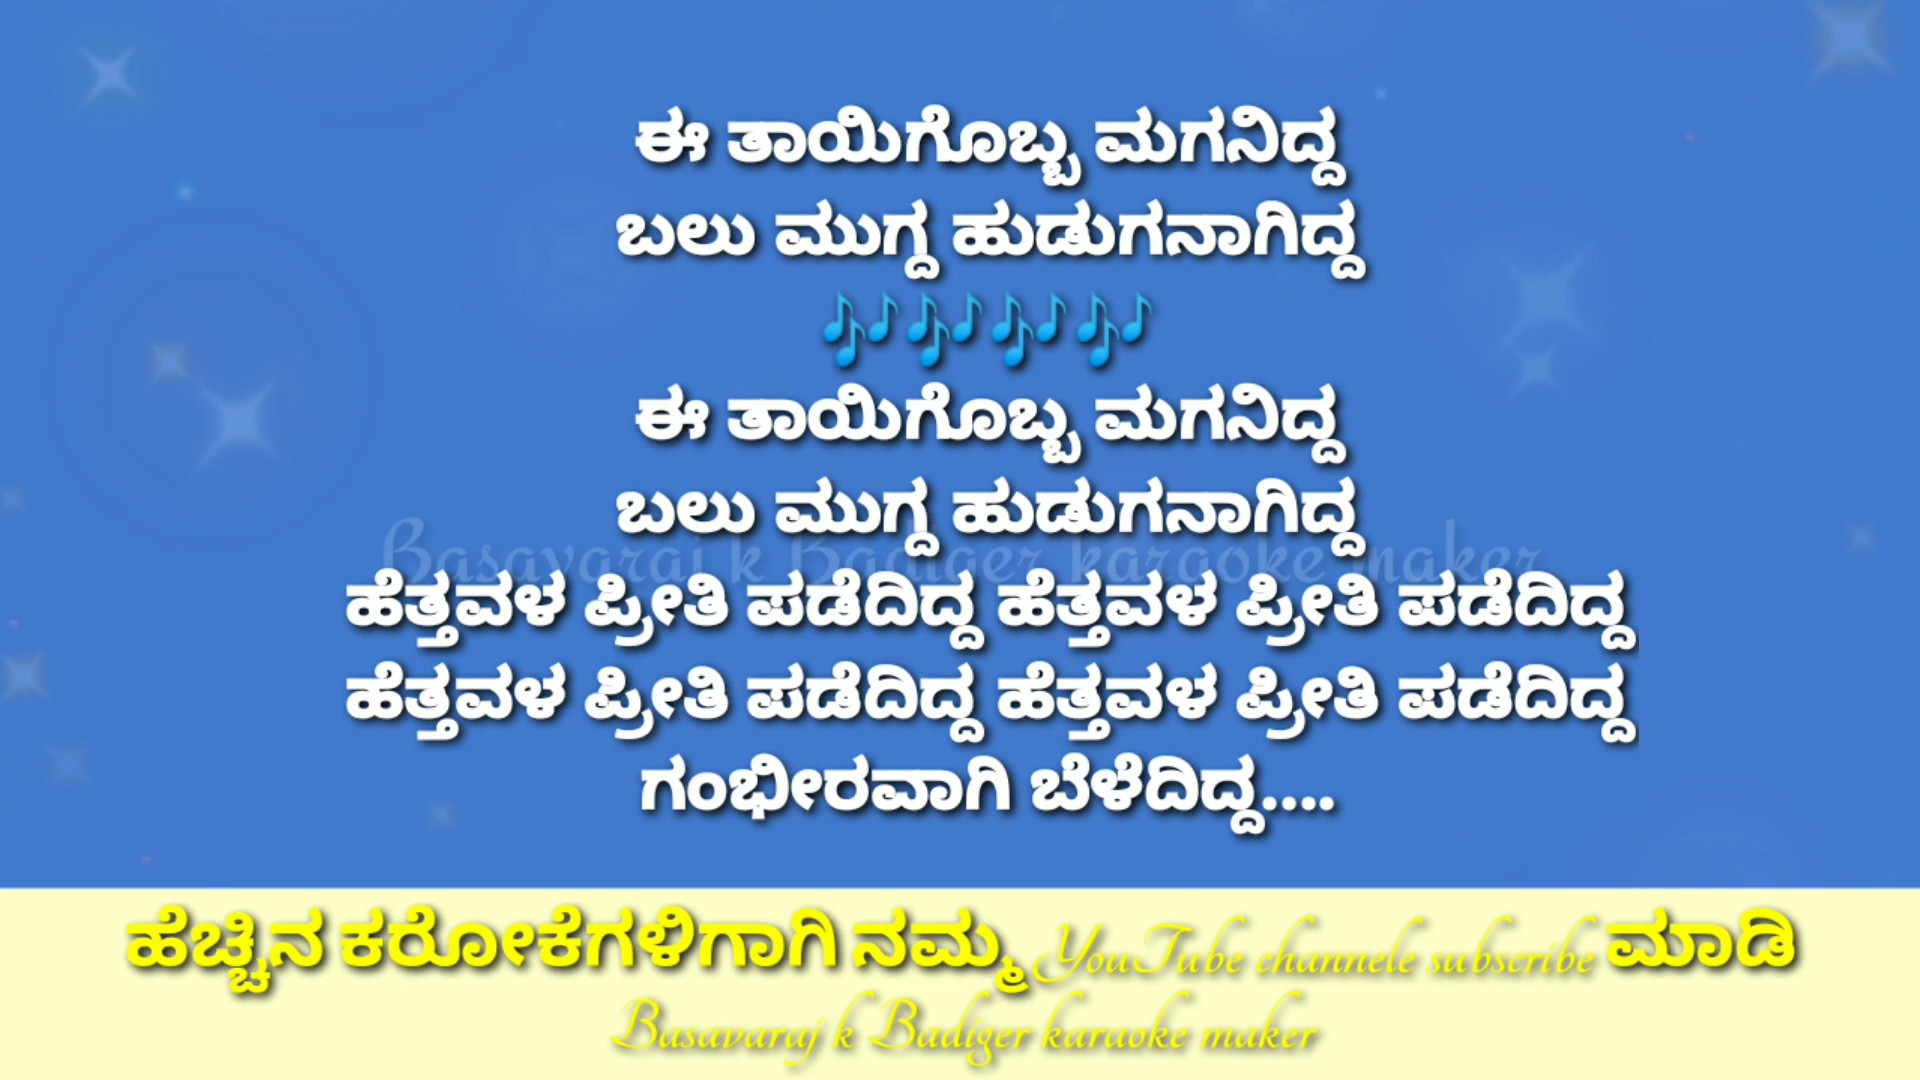 ಈ ತಾಯಿಗೊಬ್ಬ ಮಗನಿದ್ದ
ಬಲು ಮುಗ್ದ ಹುಡುಗನಾಗಿದ್ದ
🎶🎶🎶🎶
ಈ ತಾಯಿಗೊಬ್ಬ ಮಗನಿದ್ದ
ಬಲು ಮುಗ್ದ ಹುಡುಗನಾಗಿದ್ದ
Basavaraj k Badiger karaoke maker
ಹೆತ್ತವಳ ಪ್ರೀತಿ ಪಡೆದಿದ್ದ ಹೆತ್ತವಳ ಪ್ರೀತಿ ಪಡೆದಿದ್ದ
ಹೆತ್ತವಳ ಪ್ರೀತಿ ಪಡೆದಿದ್ದ ಹೆತ್ತವಳ ಪ್ರೀತಿ ಪಡೆದಿದ್ದ
ಗಂಭೀರವಾಗಿ ಬೆಳೆದಿದ್ದ....
ಹೆಚ್ಚಿನ ಕರೋಕೆಗಳಿಗಾಗಿ ನಮ್ಮ YouTube channele subscribe ಮಾಡಿ
Basavaraj k Badiger karaoke maker